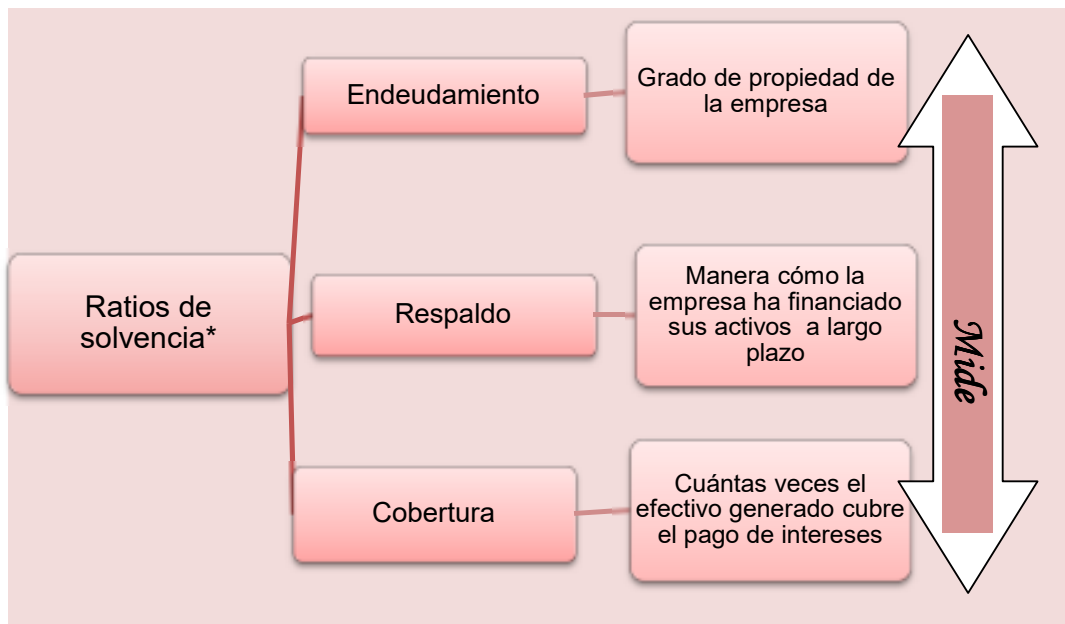 Ratios de
solvencia*
Endeudamiento
Grado de propiedad de
la empresa
Respaldo
Manera cómo la
empresa ha financiado
sus activos a largo
plazo
Cobertura
Cuántas veces el
efectivo generado cubre
el pago de intereses
Mide